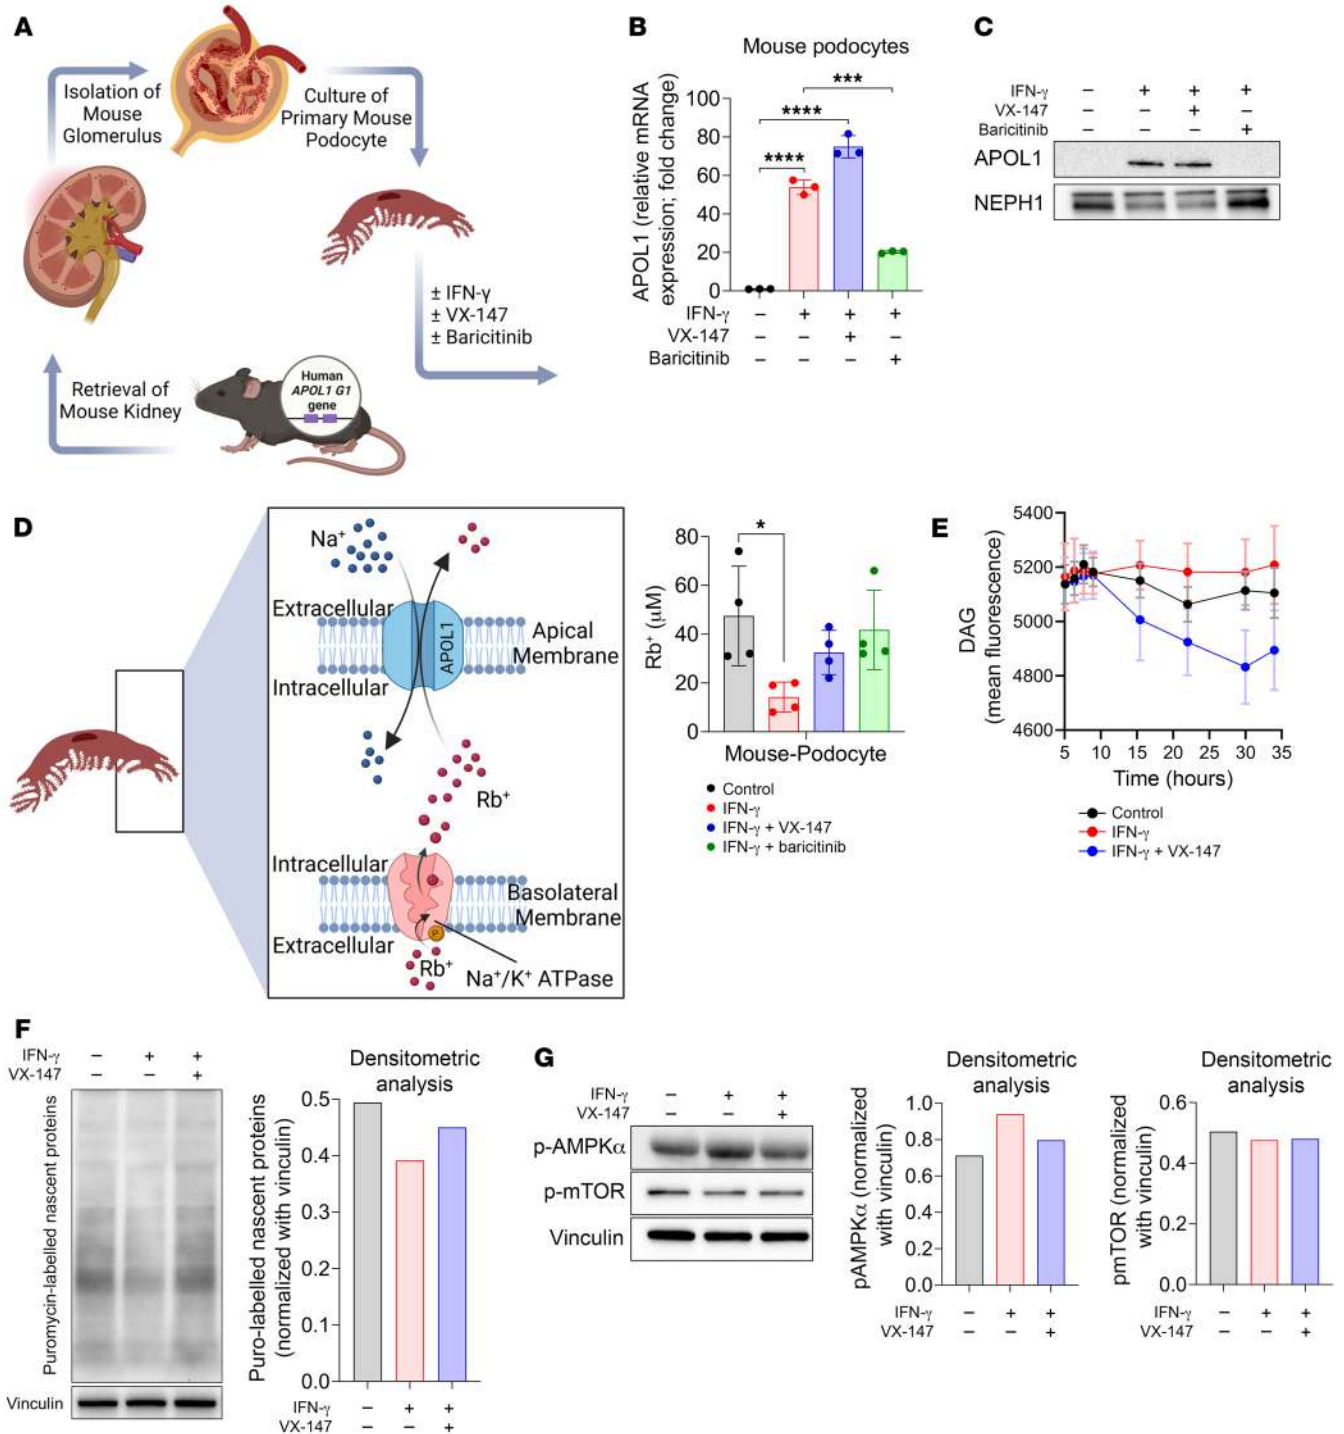 A
Isolation of
Mouse
Glomerulus
Culture of
Primary Mouse
Podocyte
± IFN-γ
± VX-147
± Baricitinib
Retrieval of
Mouse Kidney
Human
APOL1 G1
gene
B
Mouse podocytes
APOL1 (relative mRNA
expression; fold change)
100
80
60
40
20
0
****
****
***
IFN-γ – + + +
VX-147 – – + –
Baricitinib – – – +
C
IFN-γ – + + +
VX-147 – – + –
Baricitinib – – – +
APOL1
NEPH1
D
Na⁺
Extracellular
Intracellular
APOL1
Apical
Membrane
Rb⁺
Intracellular
Extracellular
Basolateral
Membrane
P
Rb⁺
Na⁺/K⁺ ATPase
Rb⁺ (μM)
80
60
40
20
0
*
Mouse-Podocyte
Control
IFN-γ
IFN-γ + VX-147
IFN-γ + baricitinib
E
DAG
(mean fluorescence)
5400
5200
5000
4800
4600
5 10 15 20 25 30 35
Time (hours)
Control
IFN-γ
IFN-γ + VX-147
F
IFN-γ – + +
VX-147 – – +
Puromycin-labelled nascent proteins
Vinculin
Densitometric
analysis
Puro-labelled nascent proteins
(normalized with vinculin)
0.5
0.4
0.3
0.2
0.1
0.0
IFN-γ – + +
VX-147 – – +
G
IFN-γ – + +
VX-147 – – +
p-AMPKα
p-mTOR
Vinculin
Densitometric
analysis
pAMPKα (normalized
with vinculin)
1.0
0.8
0.6
0.4
0.2
0.0
IFN-γ – + +
VX-147 – – +
Densitometric
analysis
pmTOR (normalized
with vinculin)
0.6
0.4
0.2
0.0
IFN-γ – + +
VX-147 – – +